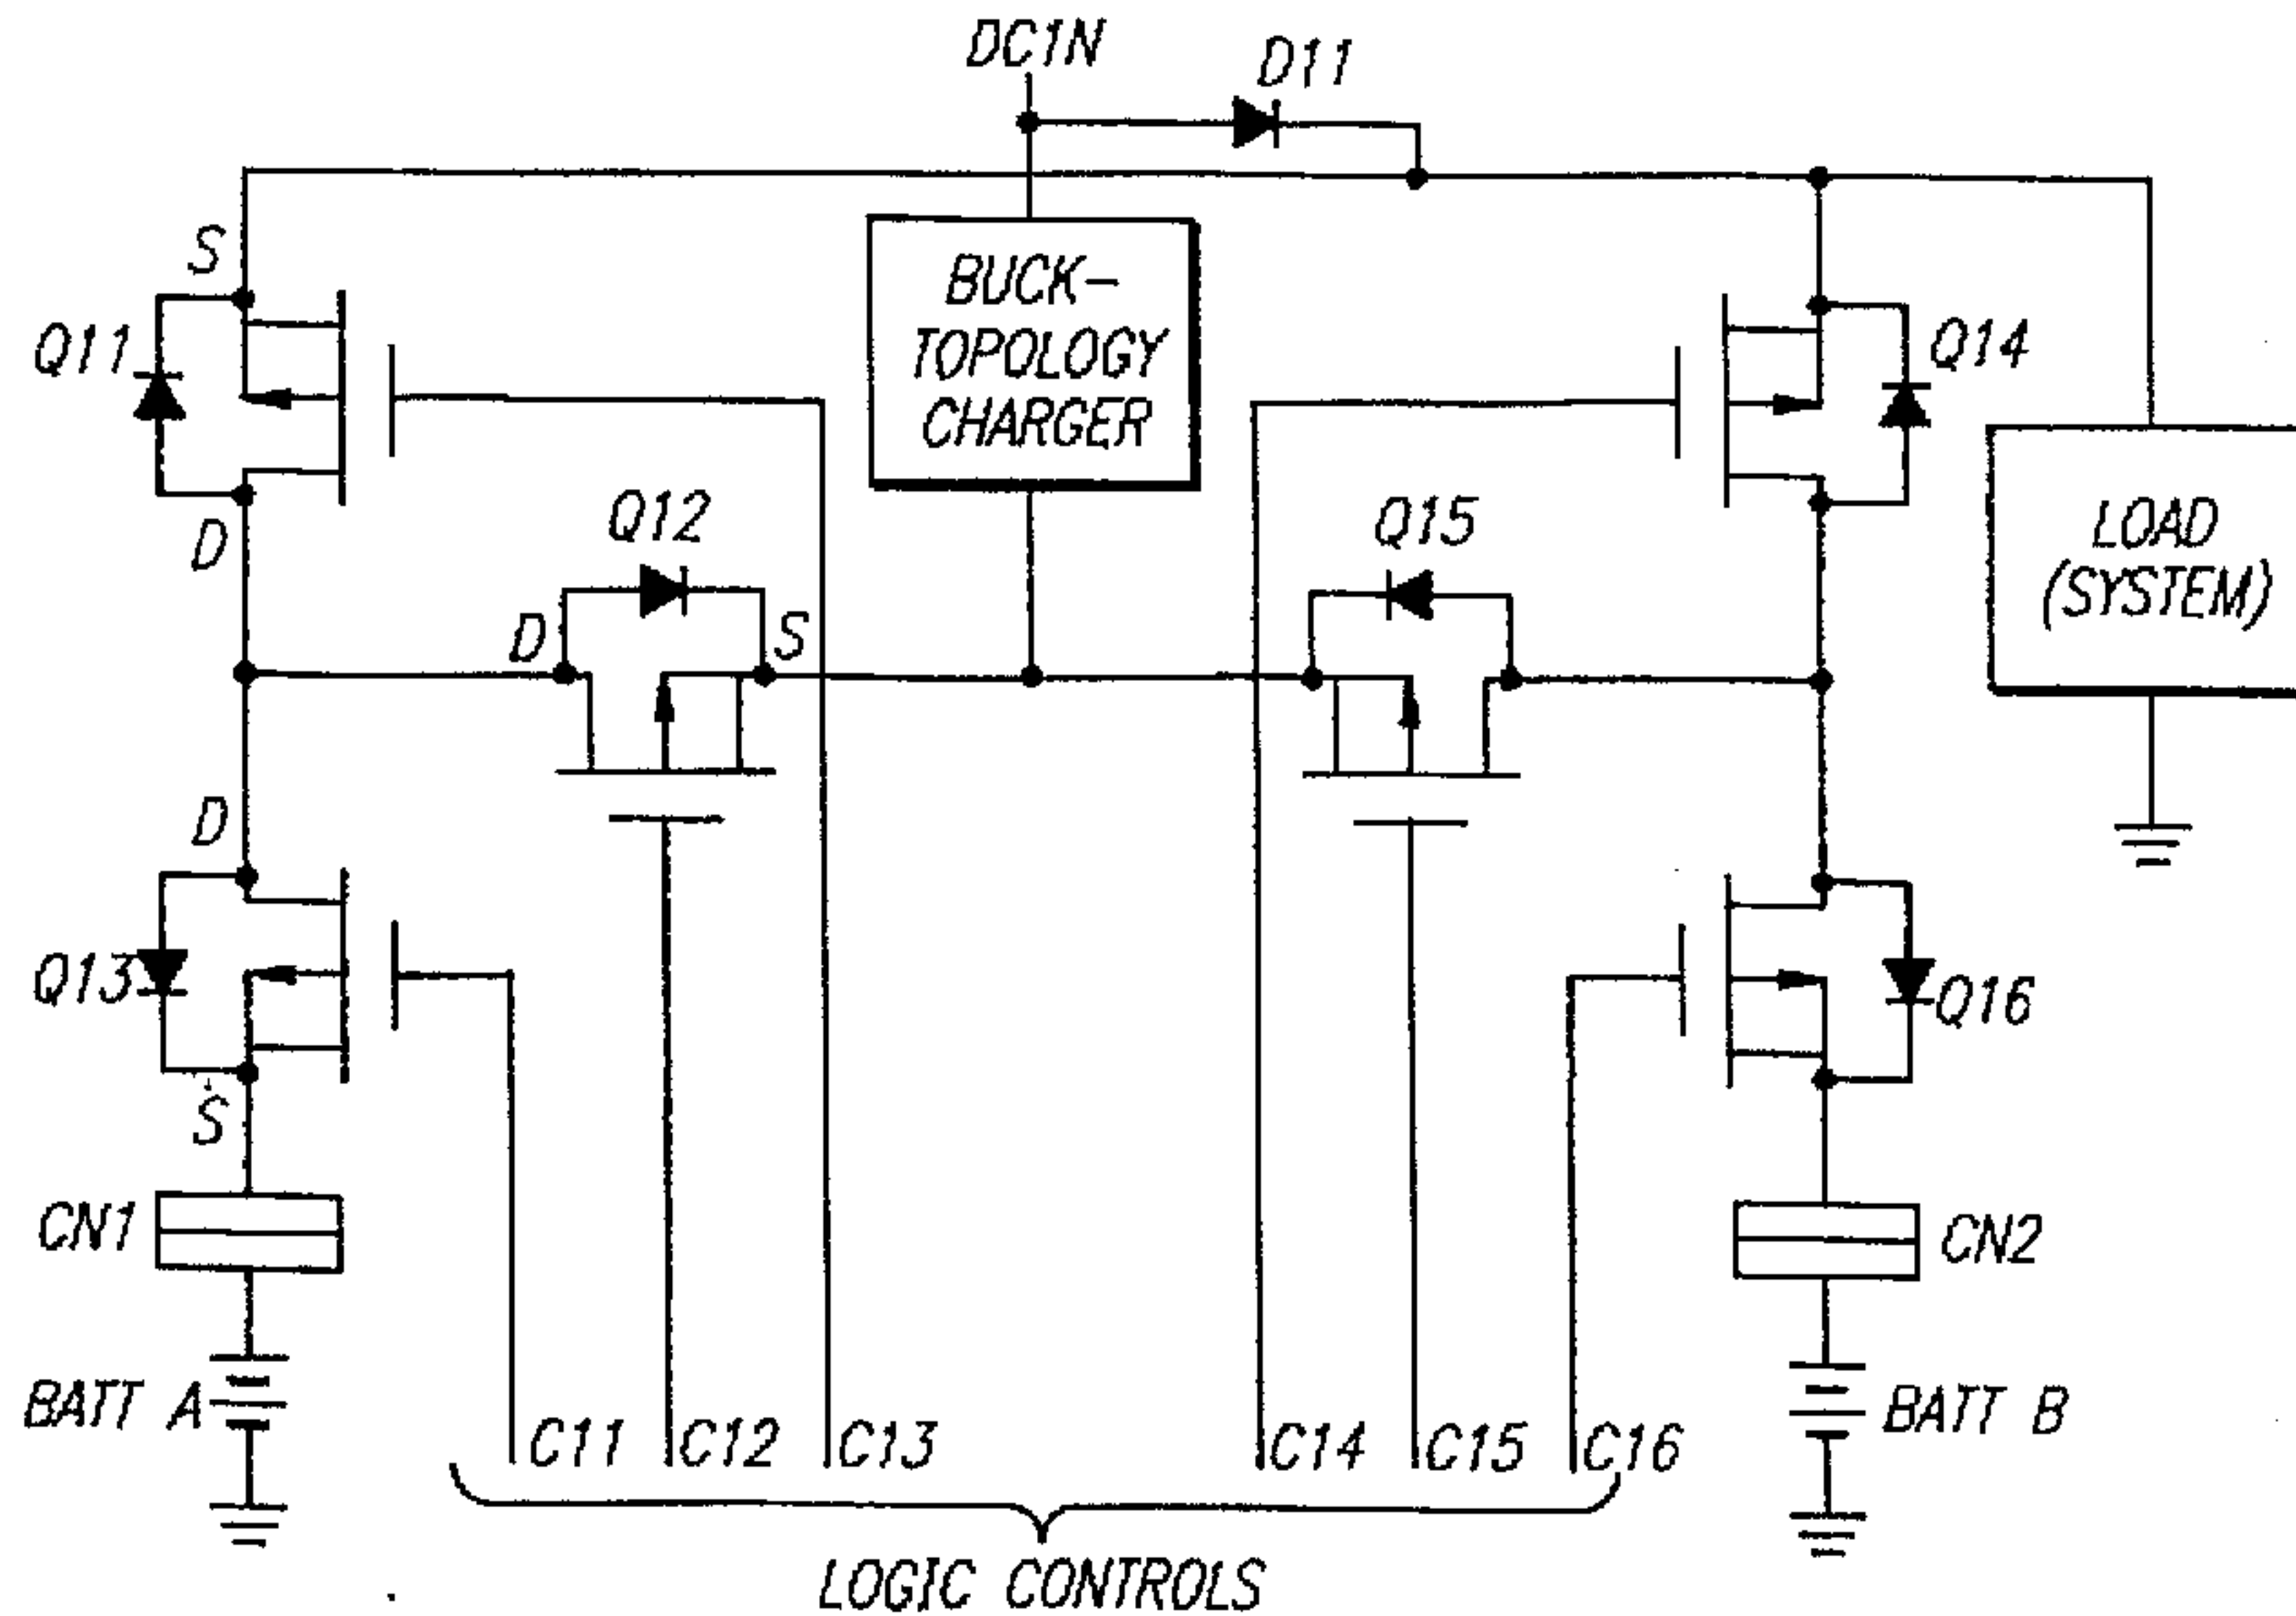 DC1N
D11
S
Q11
BUCK-
TOPOLOGY
CHARGER
Q14
D
Q12
Q15
LOAD
(SYSTEM)
D
S
D
Q13
Q16
S
CN1
CN2
BATT A
BATT B
C11
C12
C13
C14
C15
C16
LOGIC CONTROLS